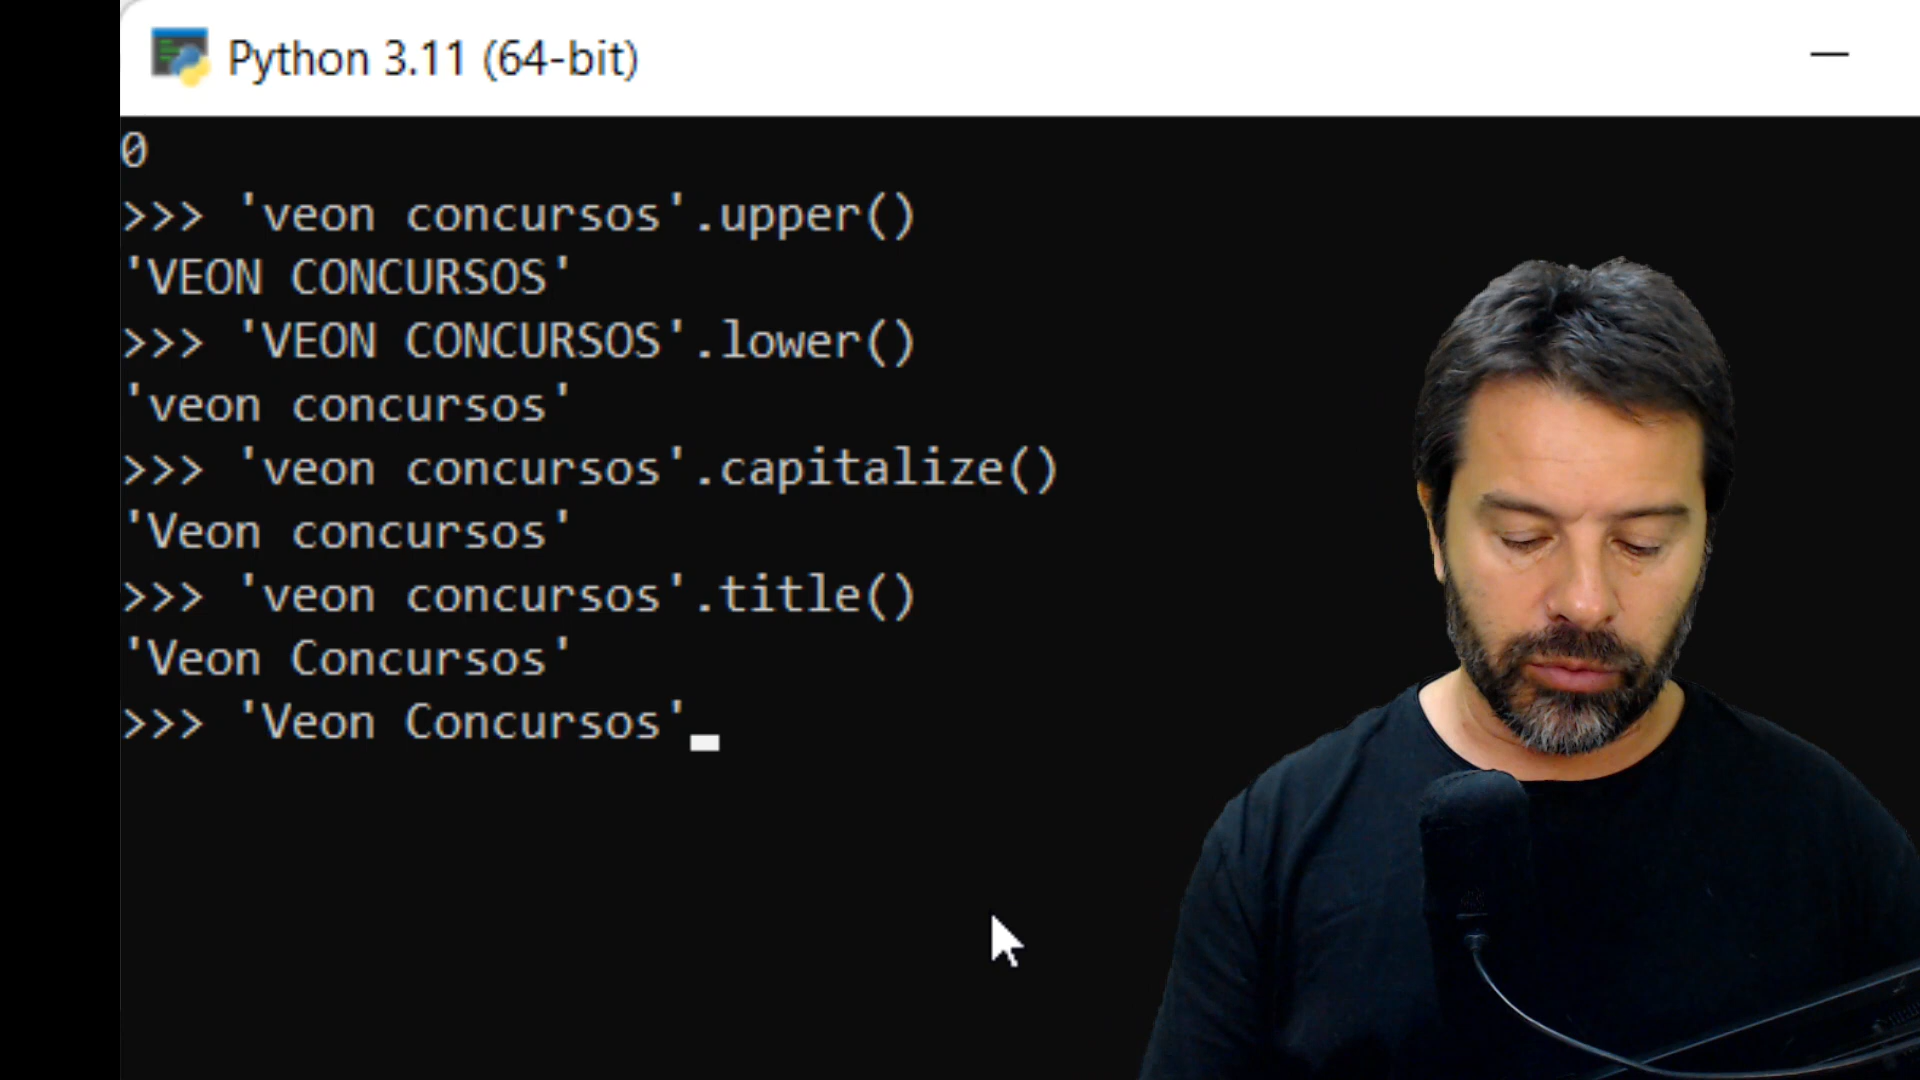 Python 3.11 (64-bit)
0
>>> 'veon concursos'.upper()
'VEON CONCURSOS'
>>> 'VEON CONCURSOS'.lower()
'veon concursos'
>>> 'veon concursos'.capitalize()
'Veon concursos'
>>> 'veon concursos'.title()
'Veon Concursos'
>>> 'Veon Concursos'